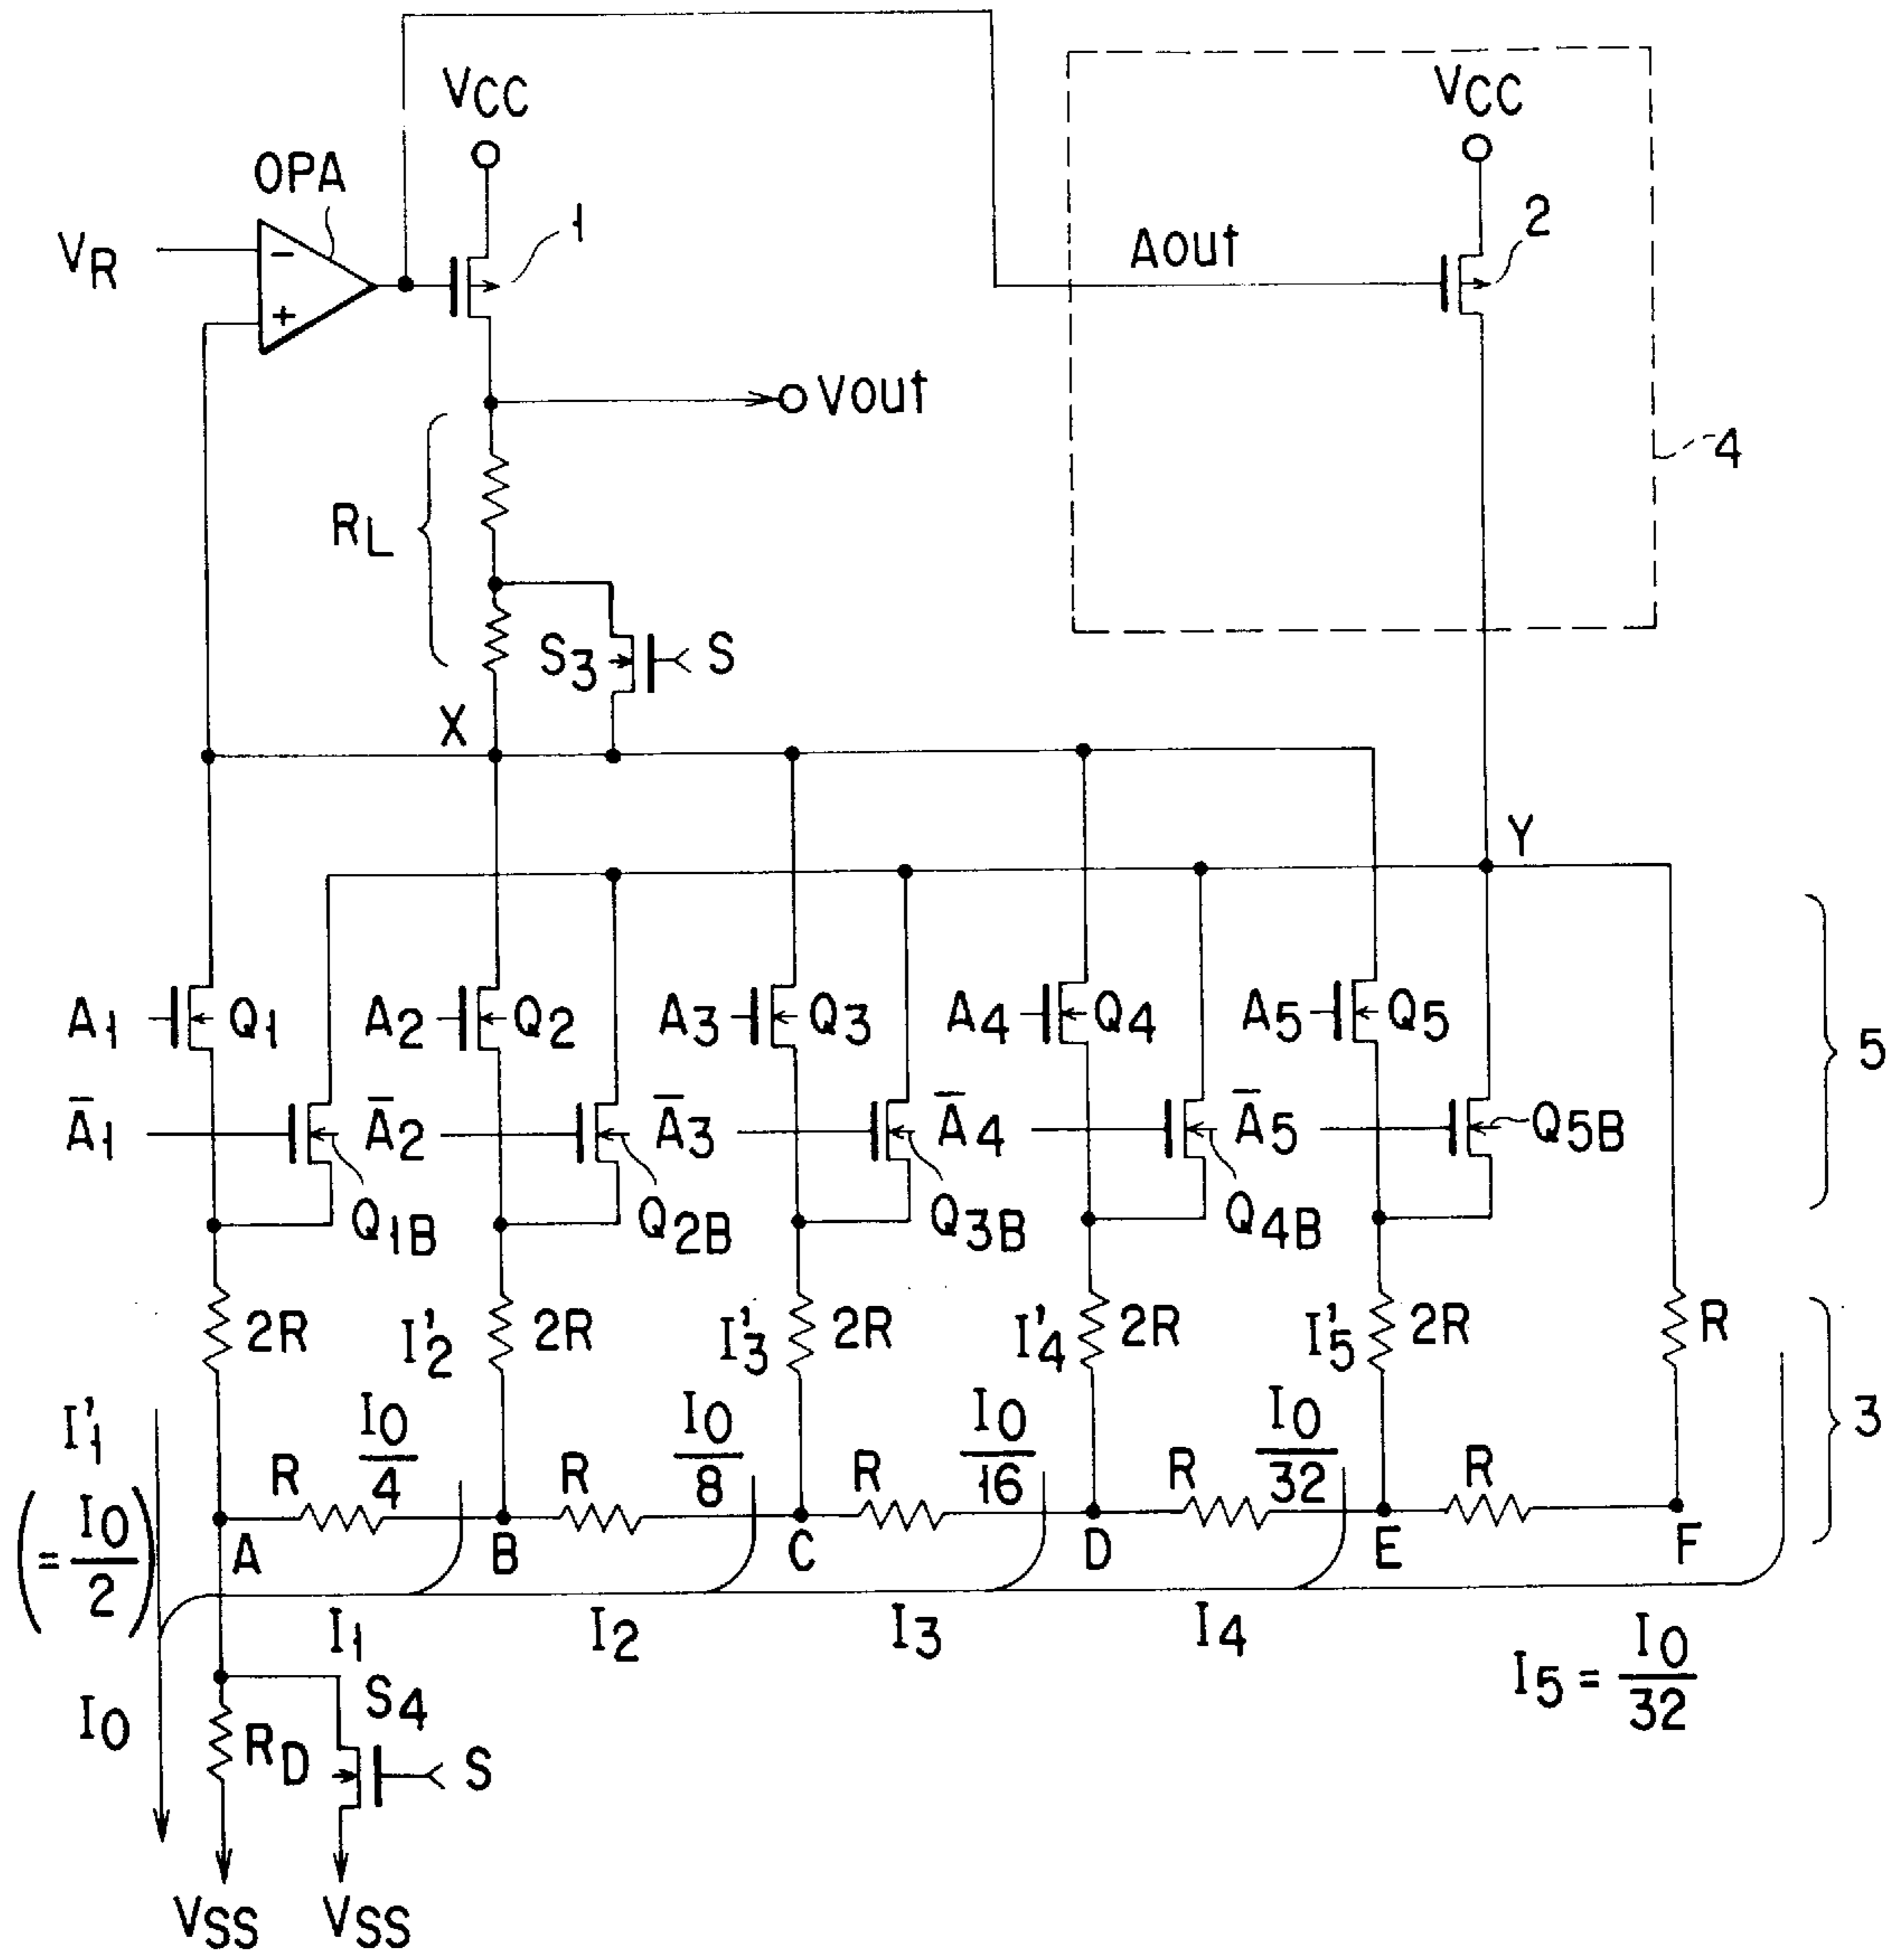 VCC
VCC
OPA
1
2
VR
-
+
Aout
Vout
4
RL
S3
S
X
Y
A1
Q1
A2
Q2
A3
Q3
A4
Q4
A5
Q5
5
Ā1
Ā2
Ā3
Ā4
Ā5
Q5B
Q1B
Q2B
Q3B
Q4B
2R
I'2
2R
I'3
2R
I'4
2R
I'5
2R
R
I'1
(= I0/2)
R
I0/4
R
I0/8
R
I0/16
R
I0/32
R
3
A
B
C
D
E
F
I1
I2
I3
I4
I5 = I0/32
I0
RD
S4
S
VSS
VSS